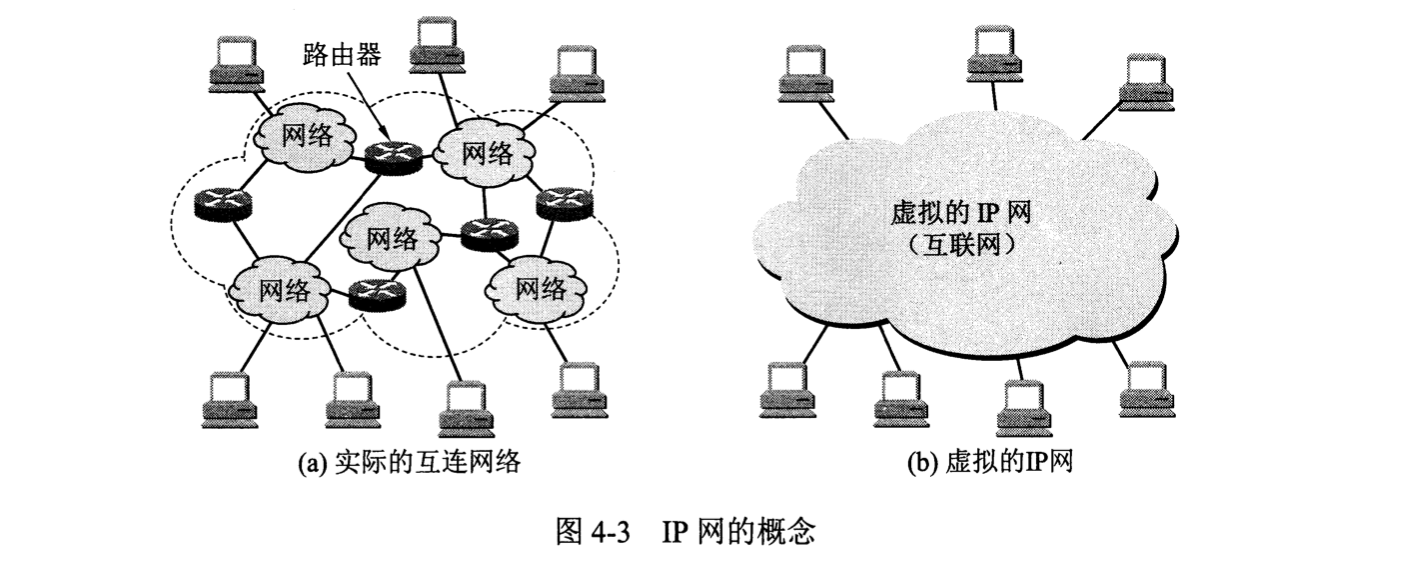 路由器
网络
网络
网络
网络
网络
(a) 实际的互连网络
虚拟的 IP 网
（互联网）
(b) 虚拟的IP网
图 4-3 IP 网的概念